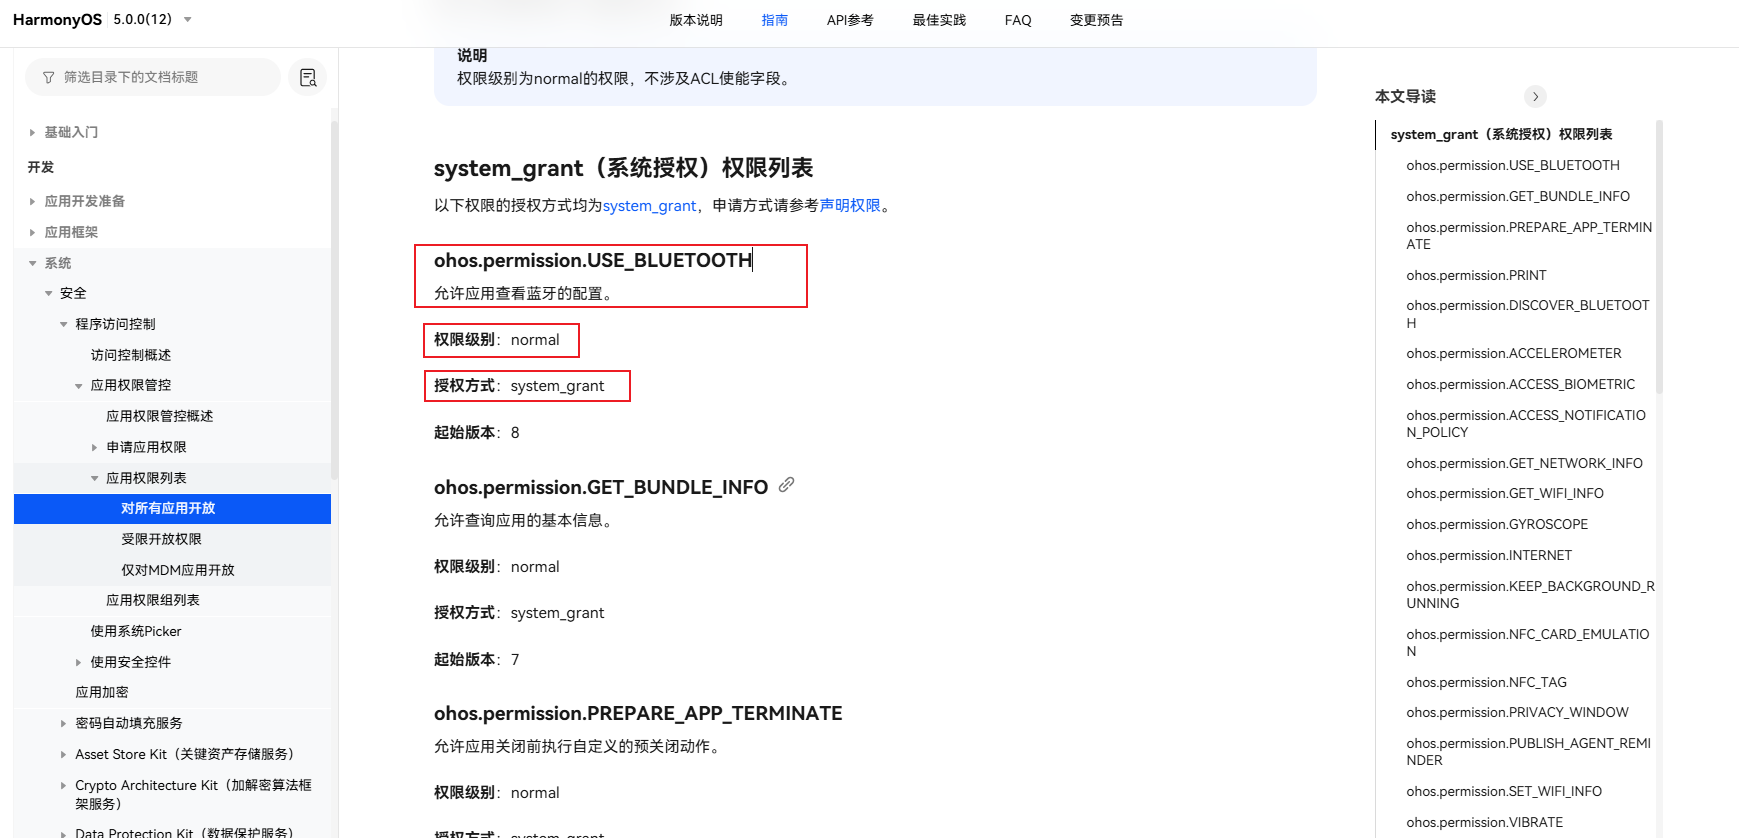 HarmonyOS 5.0.0(12)
版本说明 指南 API参考 最佳实践 FAQ 变更预告
筛选目录下的文档标题
基础入门
开发
应用开发准备
应用框架
系统
安全
程序访问控制
访问控制概述
应用权限管控
应用权限管控概述
申请应用权限
应用权限列表
对所有应用开放
受限开放权限
仅对MDM应用开放
应用权限组列表
使用系统Picker
使用安全控件
应用加密
密码自动填充服务
Asset Store Kit（关键资产存储服务）
Crypto Architecture Kit（加解密算法框
架服务）
Data Protection Kit（数据保护服务）
说明
权限级别为normal的权限，不涉及ACL使能字段。
system_grant（系统授权）权限列表
以下权限的授权方式均为system_grant，申请方式请参考声明权限。
ohos.permission.USE_BLUETOOTH
允许应用查看蓝牙的配置。
权限级别：normal
授权方式：system_grant
起始版本：8
ohos.permission.GET_BUNDLE_INFO
允许查询应用的基本信息。
权限级别：normal
授权方式：system_grant
起始版本：7
ohos.permission.PREPARE_APP_TERMINATE
允许应用关闭前执行自定义的预关闭动作。
权限级别：normal
授权方式：system_grant
本文导读
system_grant（系统授权）权限列表
ohos.permission.USE_BLUETOOTH
ohos.permission.GET_BUNDLE_INFO
ohos.permission.PREPARE_APP_TERMIN
ATE
ohos.permission.PRINT
ohos.permission.DISCOVER_BLUETOOT
H
ohos.permission.ACCELEROMETER
ohos.permission.ACCESS_BIOMETRIC
ohos.permission.ACCESS_NOTIFICATIO
N_POLICY
ohos.permission.GET_NETWORK_INFO
ohos.permission.GET_WIFI_INFO
ohos.permission.GYROSCOPE
ohos.permission.INTERNET
ohos.permission.KEEP_BACKGROUND_R
UNNING
ohos.permission.NFC_CARD_EMULATIO
N
ohos.permission.NFC_TAG
ohos.permission.PRIVACY_WINDOW
ohos.permission.PUBLISH_AGENT_REMI
NDER
ohos.permission.SET_WIFI_INFO
ohos.permission.VIBRATE